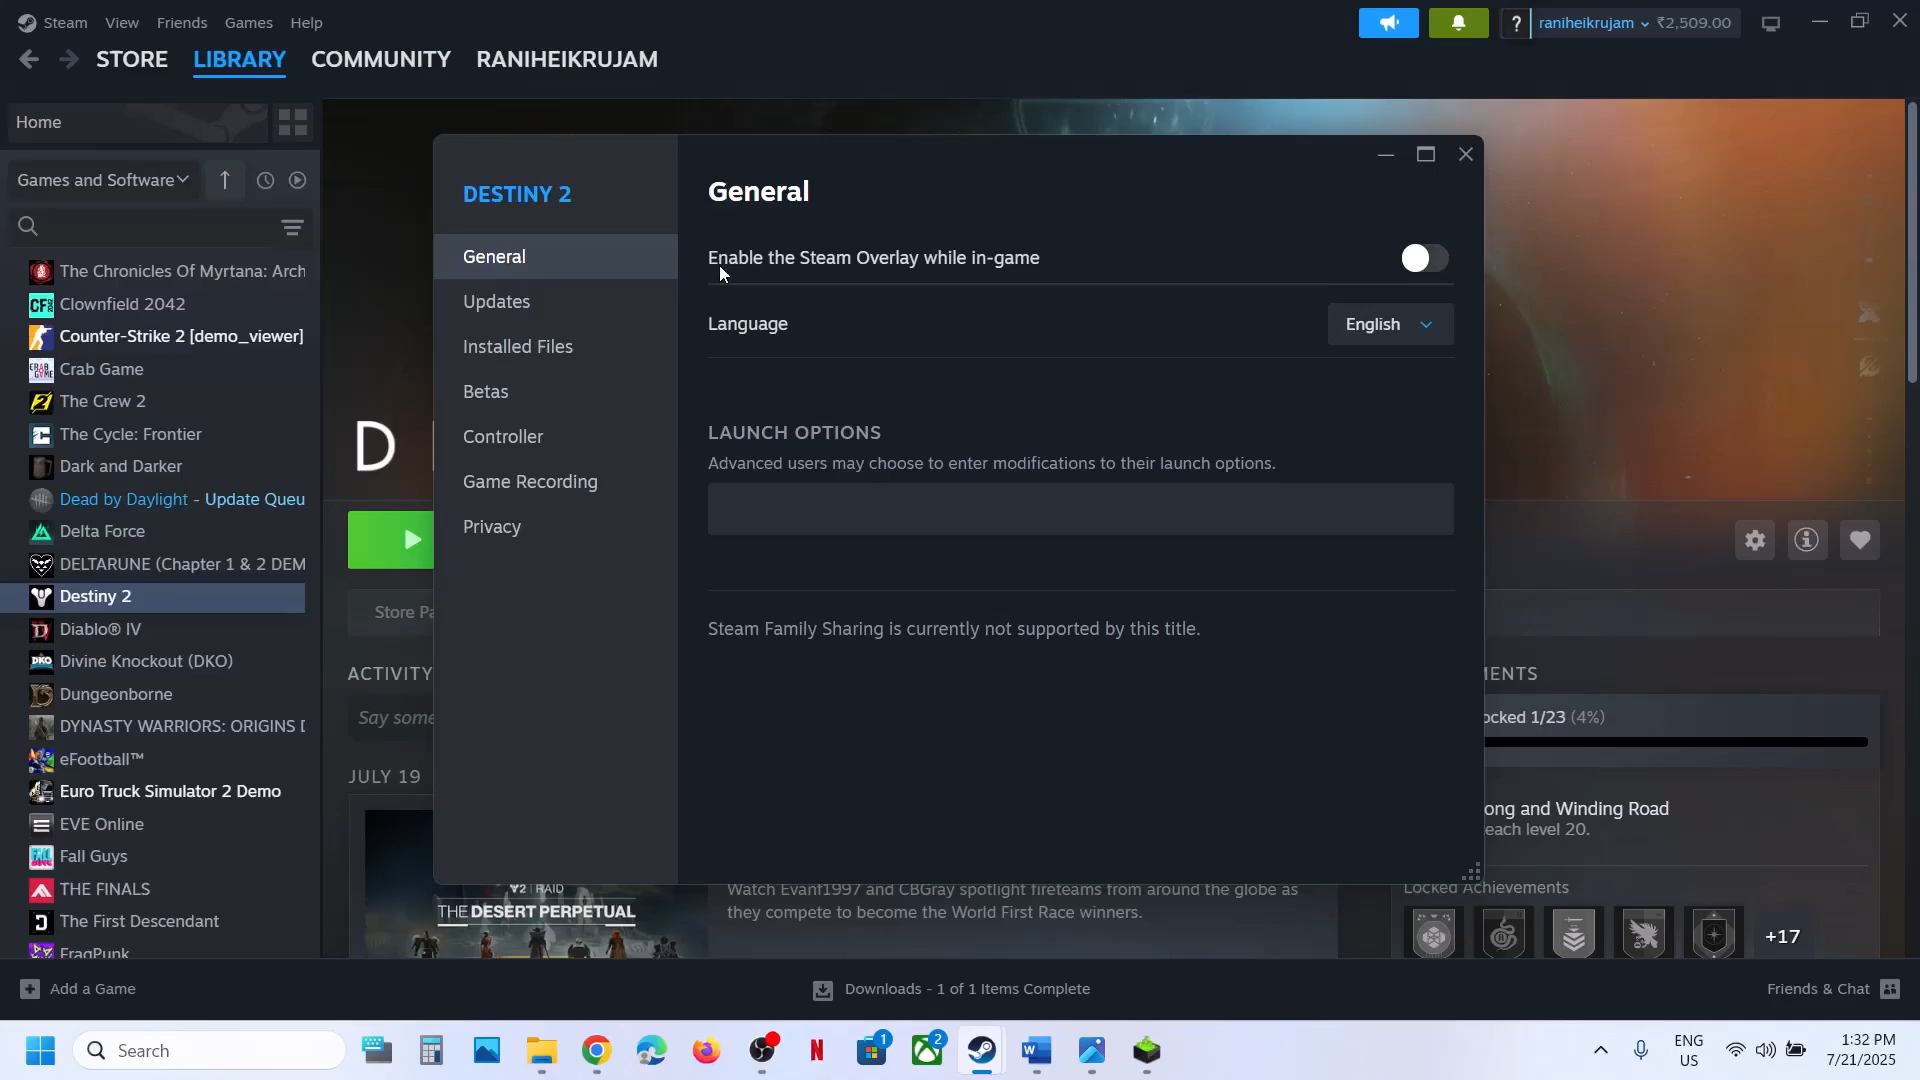 Steam View Friends Games Help
raniheikrujam ₹2,509.00
STORE LIBRARY COMMUNITY RANIHEIKRUJAM
Home
Games and Software
The Chronicles Of Myrtana: Arch
Clownfield 2042
Counter-Strike 2 [demo_viewer]
Crab Game
The Crew 2
The Cycle: Frontier
Dark and Darker
Dead by Daylight - Update Queu
Delta Force
DELTARUNE (Chapter 1 & 2 DEM
Destiny 2
Diablo® IV
Divine Knockout (DKO)
Dungeonborne
DYNASTY WARRIORS: ORIGINS D
eFootball™
Euro Truck Simulator 2 Demo
EVE Online
Fall Guys
THE FINALS
The First Descendant
FragPunk
D
Store Pa
ACTIVITY
Say some
JULY 19
RAID
THE DESERT PERPETUAL
Watch Evanf1997 and CBGray spotlight fireteams from around the globe as
they compete to become the World First Race winners.
DESTINY 2
General
Updates
Installed Files
Betas
Controller
Game Recording
Privacy
General
Enable the Steam Overlay while in-game
Language English
LAUNCH OPTIONS
Advanced users may choose to enter modifications to their launch options.
Steam Family Sharing is currently not supported by this title.
MENTS
ocked 1/23 (4%)
ong and Winding Road
each level 20.
Locked Achievements
+17
Add a Game
Downloads - 1 of 1 Items Complete
Friends & Chat
Search
1
2
ENG
US
1:32 PM
7/21/2025